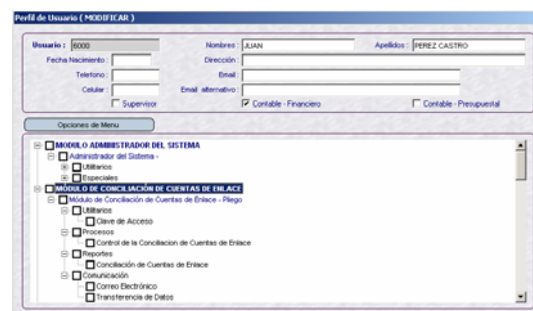 Perfil de Usuario ( MODIFICAR )
Usuario : 6000 Nombres : JUAN Apellidos : PEREZ CASTRO
Fecha Nacimiento : Dirección :
Telefono : Email :
Celular : Email alternativo :
Supervisor Contable - Financiero Contable - Presupuestal
Opciones de Menu
MODULO ADMINISTRADOR DEL SISTEMA
Administrador del Sistema -
Utilitarios
Especiales
MÓDULO DE CONCILIACIÓN DE CUENTAS DE ENLACE
Módulo de Conciliación de Cuentas de Enlace - Pliego
Utilitarios
Clave de Acceso
Procesos
Control de la Conciliacion de Cuentas de Enlace
Reportes
Conciliación de Cuentas de Enlace
Comunicación
Correo Electrónico
Transferencia de Datos